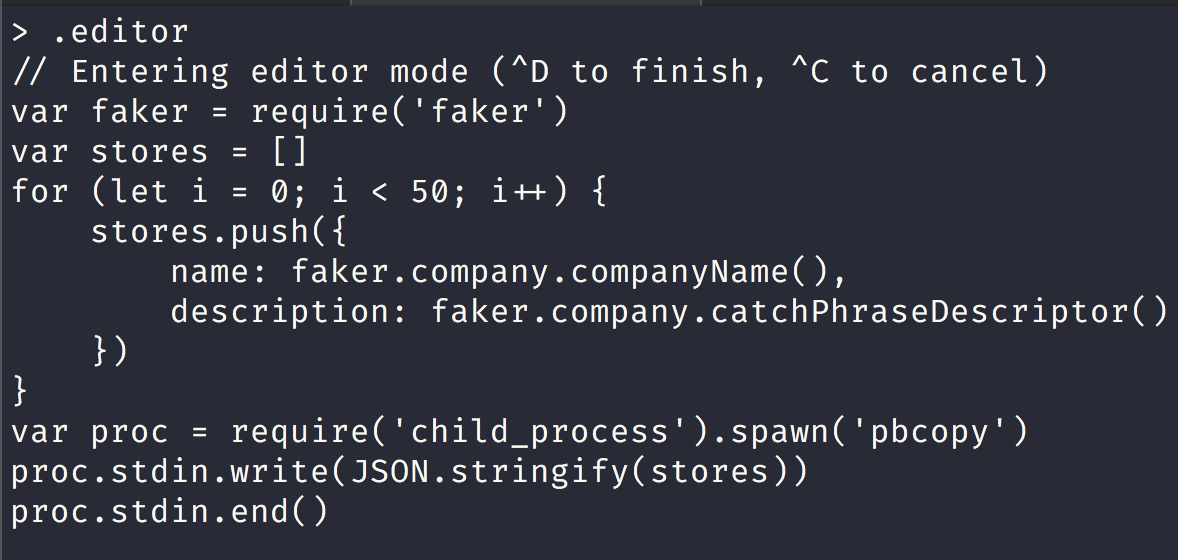 > .editor
// Entering editor mode (^D to finish, ^C to cancel)
var faker = require('faker')
var stores = []
for (let i = 0; i < 50; i++) {
    stores.push({
        name: faker.company.companyName(),
        description: faker.company.catchPhraseDescriptor()
    })
}
var proc = require('child_process').spawn('pbcopy')
proc.stdin.write(JSON.stringify(stores))
proc.stdin.end()